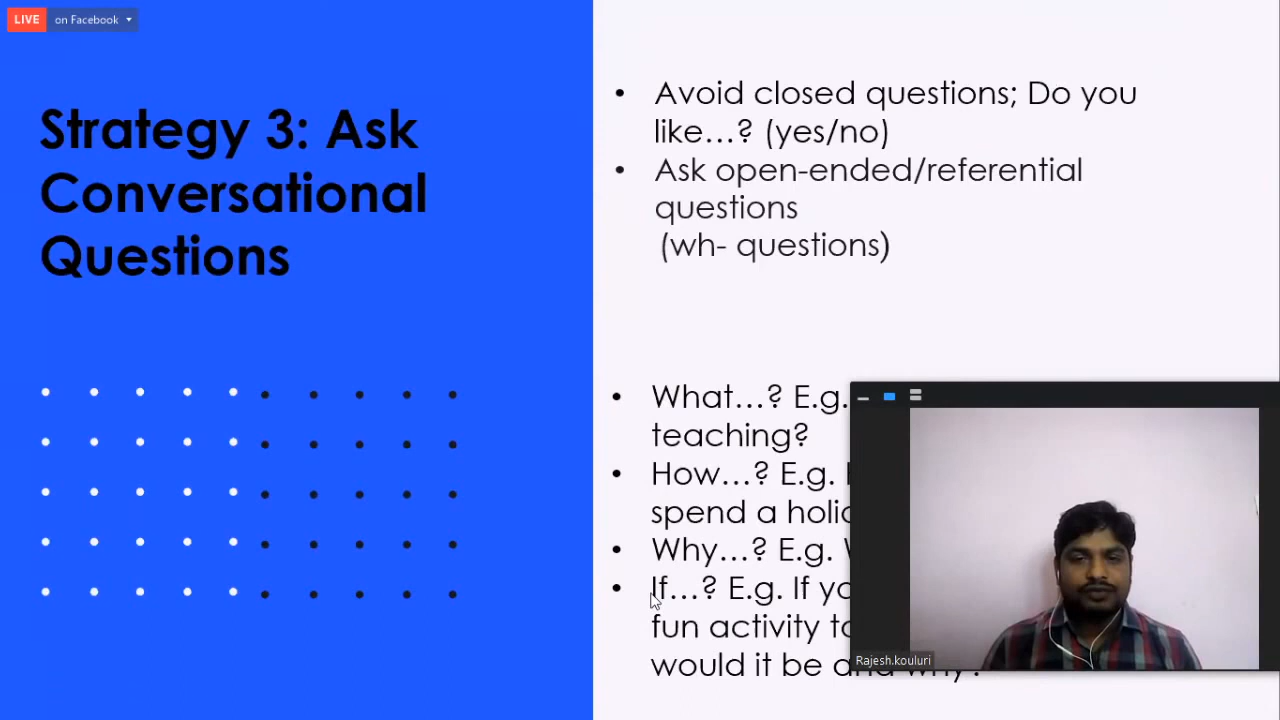 LIVE on Facebook
Strategy 3: Ask
Conversational
Questions
• Avoid closed questions; Do you
like…? (yes/no)
• Ask open-ended/referential
questions
(wh- questions)
• What…? E.g.
teaching?
• How…? E.g.
spend a
• Why…? E.g.
• If…? E.g. If
fun activity
would it be and why?
Rajesh.kouluri